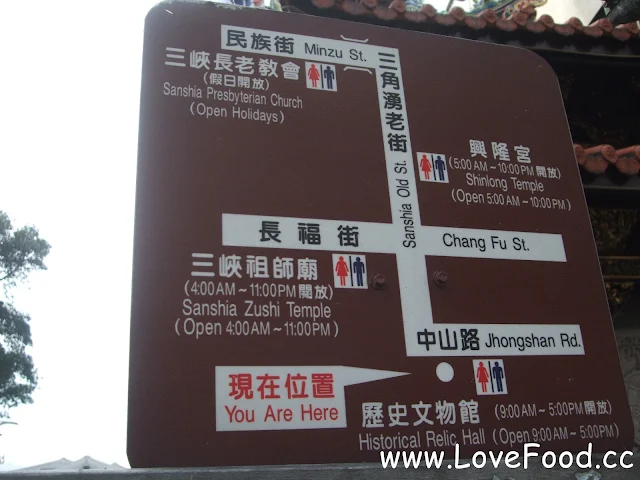 民族街 Minzu St.
三峽長老教會
(假日開放)
Sanshia Presbyterian Church
(Open Holidays)
三角湧老街
Sanshia Old St.
興隆宮
(5:00 AM ~ 10:00 PM 開放)
Shinlong Temple
(Open 5:00 AM ~ 10:00 PM)
長福街
Chang Fu St.
三峽祖師廟
(4:00 AM ~ 11:00 PM 開放)
Sanshia Zushi Temple
(Open 4:00 AM ~ 11:00 PM)
中山路 Jhongshan Rd.
現在位置
You Are Here
歷史文物館 (9:00 AM ~ 5:00 PM 開放)
Historical Relic Hall (Open 9:00 AM ~ 5:00 PM)
www.LoveFood.cc